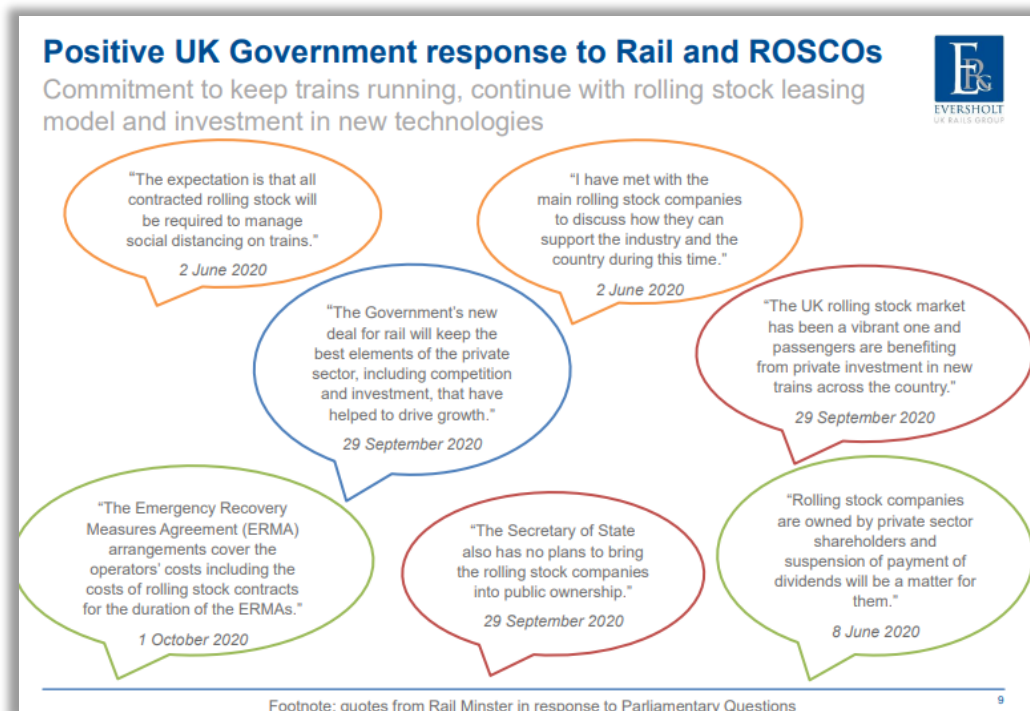 Positive UK Government response to Rail and ROSCOs
Commitment to keep trains running, continue with rolling stock leasing
model and investment in new technologies
ERG
EVERSHOLT
UK RAILS GROUP
“The expectation is that all
contracted rolling stock will
be required to manage
social distancing on trains.”
2 June 2020
“I have met with the
main rolling stock companies
to discuss how they can
support the industry and the
country during this time.”
2 June 2020
“The Government’s new
deal for rail will keep the
best elements of the private
sector, including competition
and investment, that have
helped to drive growth.”
29 September 2020
“The UK rolling stock market
has been a vibrant one and
passengers are benefiting
from private investment in new
trains across the country.”
29 September 2020
“The Emergency Recovery
Measures Agreement (ERMA)
arrangements cover the
operators’ costs including the
costs of rolling stock contracts
for the duration of the ERMAs.”
1 October 2020
“The Secretary of State
also has no plans to bring
the rolling stock companies
into public ownership.”
29 September 2020
“Rolling stock companies
are owned by private sector
shareholders and
suspension of payment of
dividends will be a matter for
them.”
8 June 2020
Footnote: quotes from Rail Minster in response to Parliamentary Questions
9